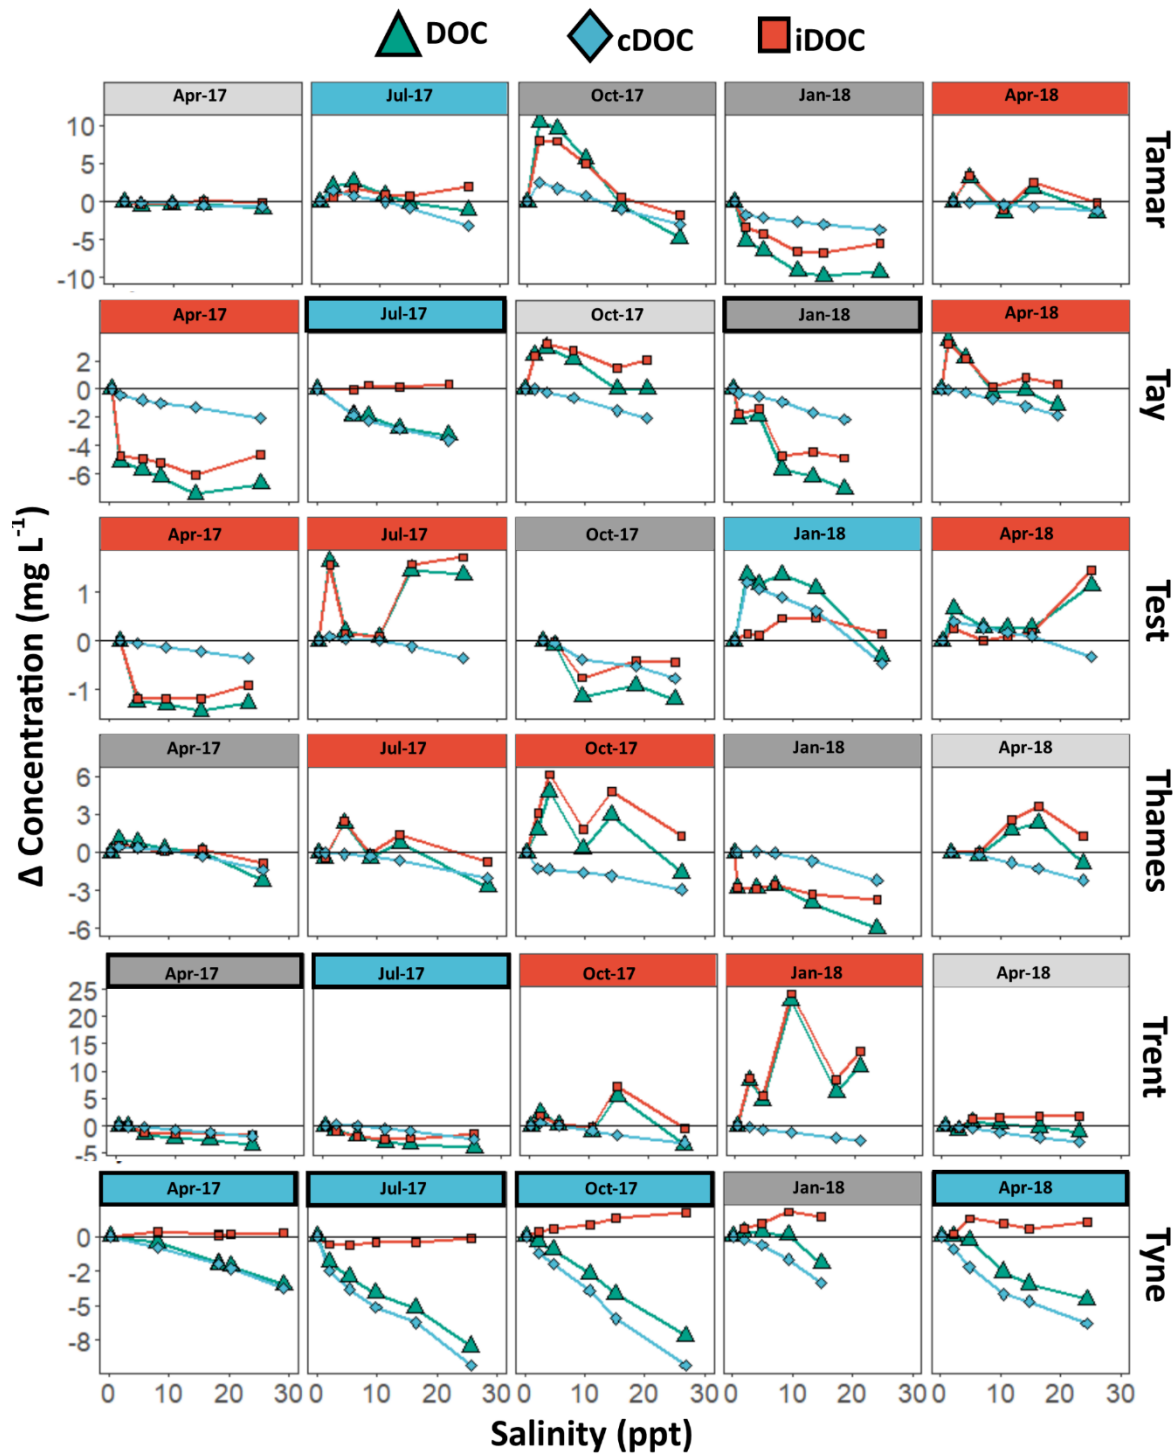 DOC cDOC iDOC
Apr-17 Jul-17 Oct-17 Jan-18 Apr-18
Tamar
10
5
0
-5
-10
Apr-17 Jul-17 Oct-17 Jan-18 Apr-18
Tay
2
0
-2
-4
-6
Apr-17 Jul-17 Oct-17 Jan-18 Apr-18
Test
1
0
-1
Δ Concentration (mg L⁻¹)
Apr-17 Jul-17 Oct-17 Jan-18 Apr-18
Thames
6
3
0
-3
-6
Apr-17 Jul-17 Oct-17 Jan-18 Apr-18
Trent
25
20
15
10
5
0
-5
Apr-17 Jul-17 Oct-17 Jan-18 Apr-18
Tyne
0
-2
-5
-8
0 10 20 30 0 10 20 30 0 10 20 30 0 10 20 30 0 10 20 30
Salinity (ppt)